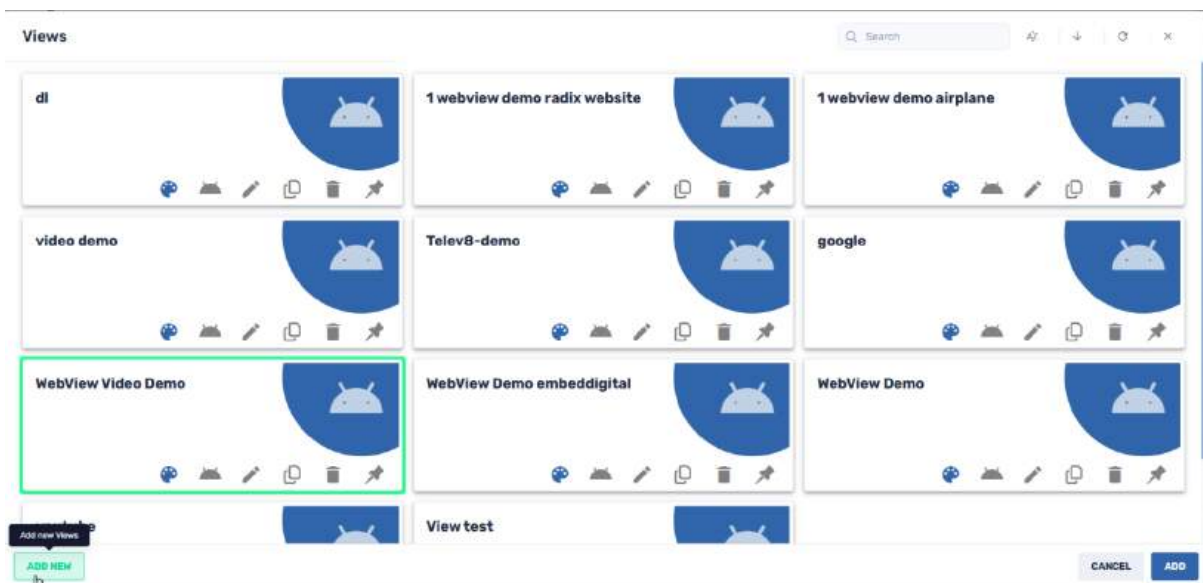 Views
Search
dl
1 webview demo radix website
1 webview demo airplane
video demo
Telev8-demo
google
WebView Video Demo
WebView Demo embeddigital
WebView Demo
View test
Add new Views
ADD NEW
CANCEL
ADD